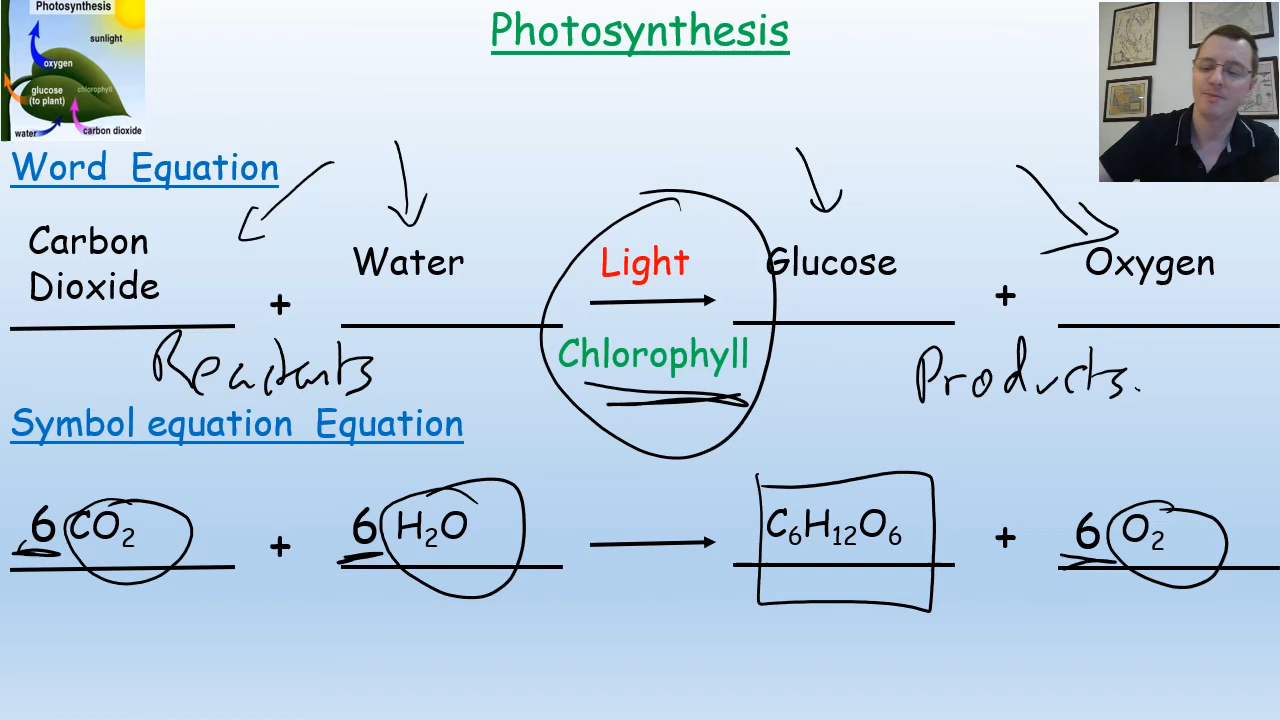 Photosynthesis
sunlight
oxygen
glucose
(to plant)
chlorophyll
water
carbon dioxide
Photosynthesis
Word Equation
Carbon
Dioxide
+
Water
Light
Chlorophyll
Glucose
+
Oxygen
Reactants
Products.
Symbol equation Equation
6 CO₂ + 6 H₂O → C₆H₁₂O₆ + 6 O₂